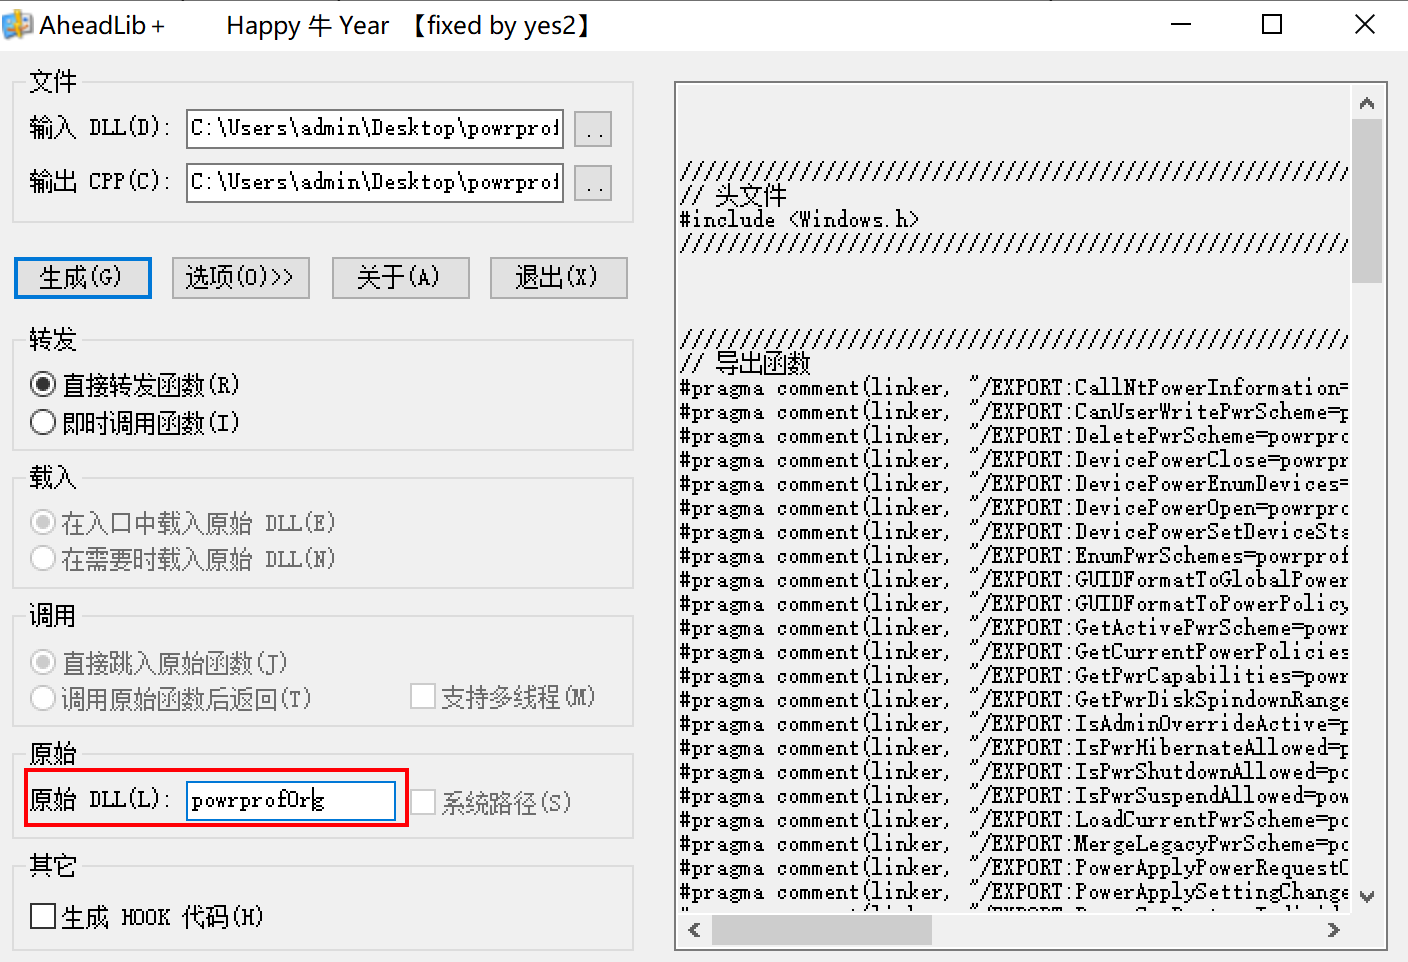 AheadLib+ Happy 牛 Year 【fixed by yes2】
文件
输入 DLL(D): C:\Users\admin\Desktop\powrprof ..
输出 CPP(C): C:\Users\admin\Desktop\powrprof ..
生成(G) 选项(O)>> 关于(A) 退出(X)
转发
直接转发函数(R)
即时调用函数(I)
载入
在入口中载入原始 DLL(E)
在需要时载入原始 DLL(N)
调用
直接跳入原始函数(J)
调用原始函数后返回(T) 支持多线程(M)
原始
原始 DLL(L): powrprofOrg 系统路径(S)
其它
生成 HOOK 代码(H)
////////////////////////////////////////////////////////
// 头文件
#include <Windows.h>
////////////////////////////////////////////////////////
////////////////////////////////////////////////////////
// 导出函数
#pragma comment(linker, "/EXPORT:CallNtPowerInformation=
#pragma comment(linker, "/EXPORT:CanUserWritePwrScheme=p
#pragma comment(linker, "/EXPORT:DeletePwrScheme=powrpro
#pragma comment(linker, "/EXPORT:DevicePowerClose=powrpr
#pragma comment(linker, "/EXPORT:DevicePowerEnumDevices=
#pragma comment(linker, "/EXPORT:DevicePowerOpen=powrpro
#pragma comment(linker, "/EXPORT:DevicePowerSetDeviceSta
#pragma comment(linker, "/EXPORT:EnumPwrSchemes=powrprof
#pragma comment(linker, "/EXPORT:GUIDFormatToGlobalPower
#pragma comment(linker, "/EXPORT:GUIDFormatToPowerPolicy
#pragma comment(linker, "/EXPORT:GetActivePwrScheme=powr
#pragma comment(linker, "/EXPORT:GetCurrentPowerPolicies
#pragma comment(linker, "/EXPORT:GetPwrCapabilities=powr
#pragma comment(linker, "/EXPORT:GetPwrDiskSpindownRange
#pragma comment(linker, "/EXPORT:IsAdminOverrideActive=p
#pragma comment(linker, "/EXPORT:IsPwrHibernateAllowed=p
#pragma comment(linker, "/EXPORT:IsPwrShutdownAllowed=po
#pragma comment(linker, "/EXPORT:IsPwrSuspendAllowed=pow
#pragma comment(linker, "/EXPORT:LoadCurrentPwrScheme=po
#pragma comment(linker, "/EXPORT:MergeLegacyPwrScheme=po
#pragma comment(linker, "/EXPORT:PowerApplyPowerRequestO
#pragma comment(linker, "/EXPORT:PowerApplySettingChange